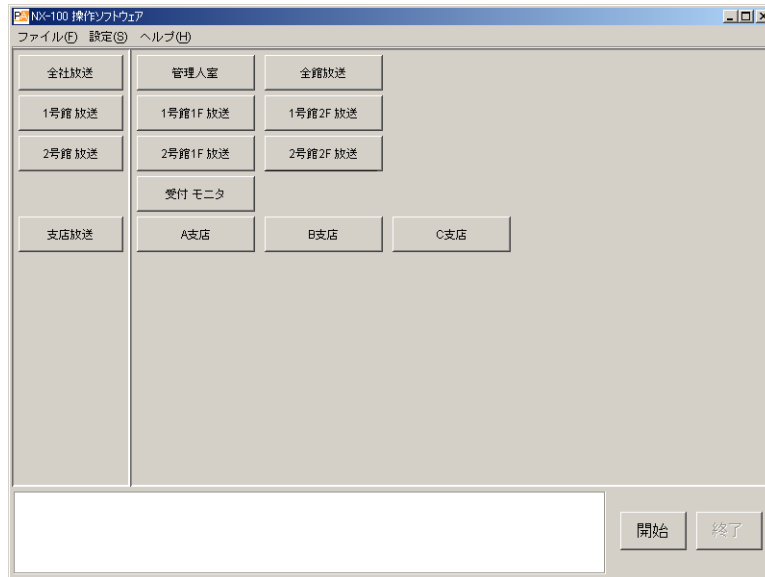 NX-100 操作ソフトウェア
ファイル(F) 設定(S) ヘルプ(H)
全社放送 管理人室 全館放送
1号館 放送 1号館1F 放送 1号館2F 放送
2号館 放送 2号館1F 放送 2号館2F 放送
受付 モニタ
支店放送 A支店 B支店 C支店
開始 終了